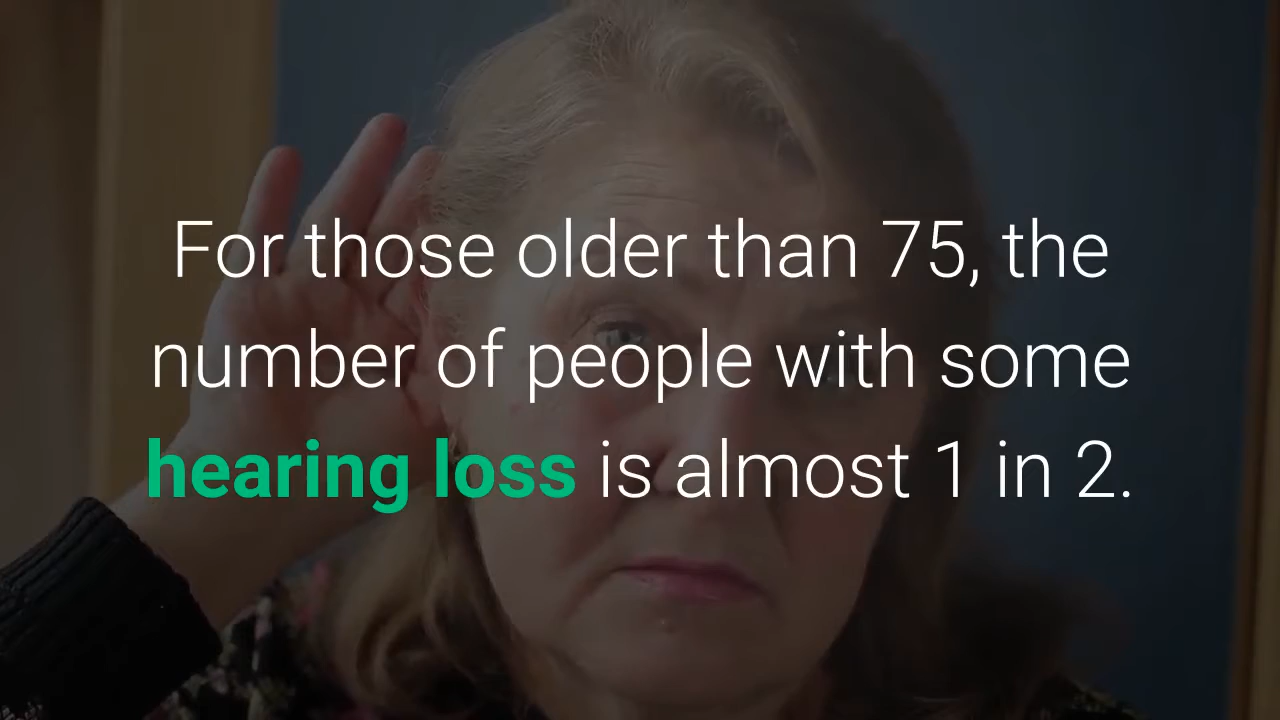 For those older than 75, the
number of people with some
hearing loss is almost 1 in 2.